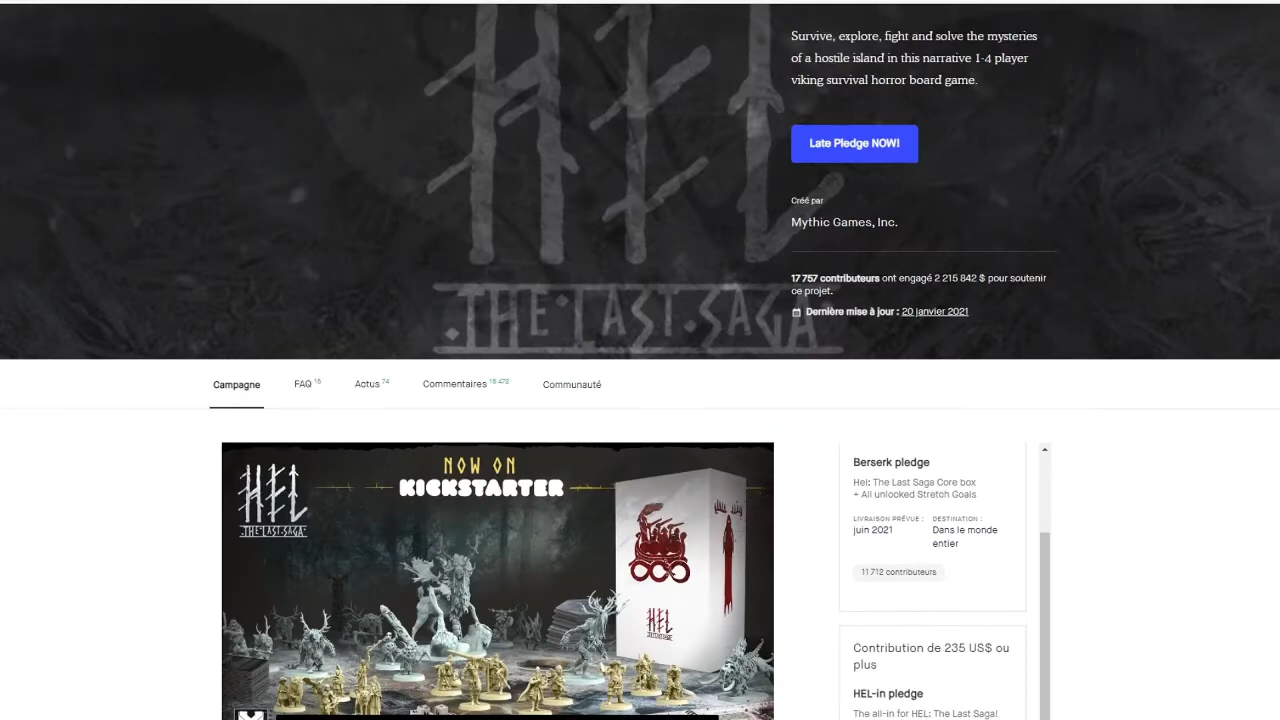 HEL
THE LAST SAGA
Survive, explore, fight and solve the mysteries
of a hostile island in this narrative 1-4 player
viking survival horror board game.
Late Pledge NOW!
Créé par
Mythic Games, Inc.
17 757 contributeurs ont engagé 2 215 842 $ pour soutenir
ce projet.
Dernière mise à jour : 20 janvier 2021
Campagne
FAQ 16
Actus 74
Commentaires
Communauté
HEL
THE LAST SAGA
NOW ON
KICKSTARTER
HEL
Berserk pledge
Hel: The Last Saga Core box
+ All unlocked Stretch Goals
LIVRAISON PRÉVUE :
juin 2021
DESTINATION :
Dans le monde
entier
11 712 contributeurs
Contribution de 235 US$ ou
plus
HEL-in pledge
The all-in for HEL: The Last Saga!